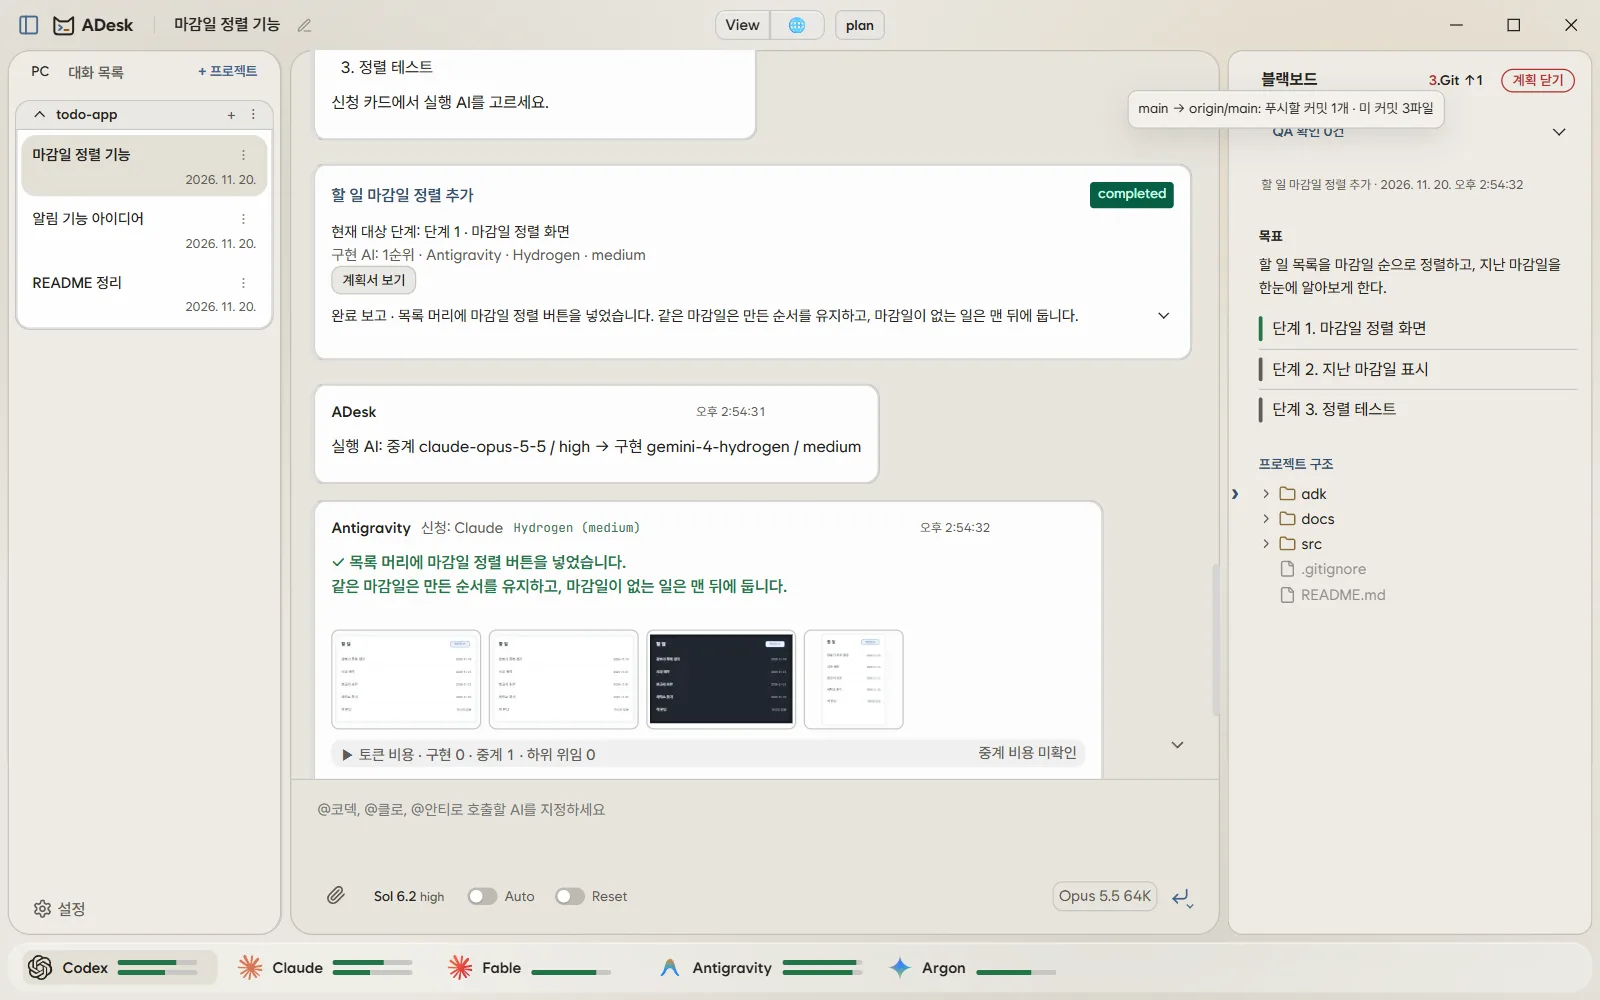 ADesk
마감일 정렬 기능
View
plan
PC
대화 목록
+ 프로젝트
todo-app
마감일 정렬 기능
2026. 11. 20.
알림 기능 아이디어
2026. 11. 20.
README 정리
2026. 11. 20.
설정
3. 정렬 테스트
신청 카드에서 실행 AI를 고르세요.
할 일 마감일 정렬 추가
completed
현재 대상 단계: 단계 1 · 마감일 정렬 화면
구현 AI: 1순위 · Antigravity · Hydrogen · medium
계획서 보기
완료 보고 · 목록 머리에 마감일 정렬 버튼을 넣었습니다. 같은 마감일은 만든 순서를 유지하고, 마감일이 없는 일은 맨 뒤에 둡니다.
ADesk
오후 2:54:31
실행 AI: 중계 claude-opus-5-5 / high → 구현 gemini-4-hydrogen / medium
Antigravity 신청: Claude Hydrogen (medium)
오후 2:54:32
✓ 목록 머리에 마감일 정렬 버튼을 넣었습니다.
같은 마감일은 만든 순서를 유지하고, 마감일이 없는 일은 맨 뒤에 둡니다.
▶ 토큰 비용 · 구현 0 · 중계 1 · 하위 위임 0
중계 비용 미확인
@코덱, @클로, @안티로 호출할 AI를 지정하세요
Sol 6.2 high
Auto
Reset
Opus 5.5 64K
블랙보드
3.Git ↑1
계획 닫기
main → origin/main: 푸시할 커밋 1개 · 미 커밋 3파일
QA 확인 0건
할 일 마감일 정렬 추가 · 2026. 11. 20. 오후 2:54:32
목표
할 일 목록을 마감일 순으로 정렬하고, 지난 마감일을
한눈에 알아보게 한다.
단계 1. 마감일 정렬 화면
단계 2. 지난 마감일 표시
단계 3. 정렬 테스트
프로젝트 구조
adk
docs
src
.gitignore
README.md
Codex
Claude
Fable
Antigravity
Argon